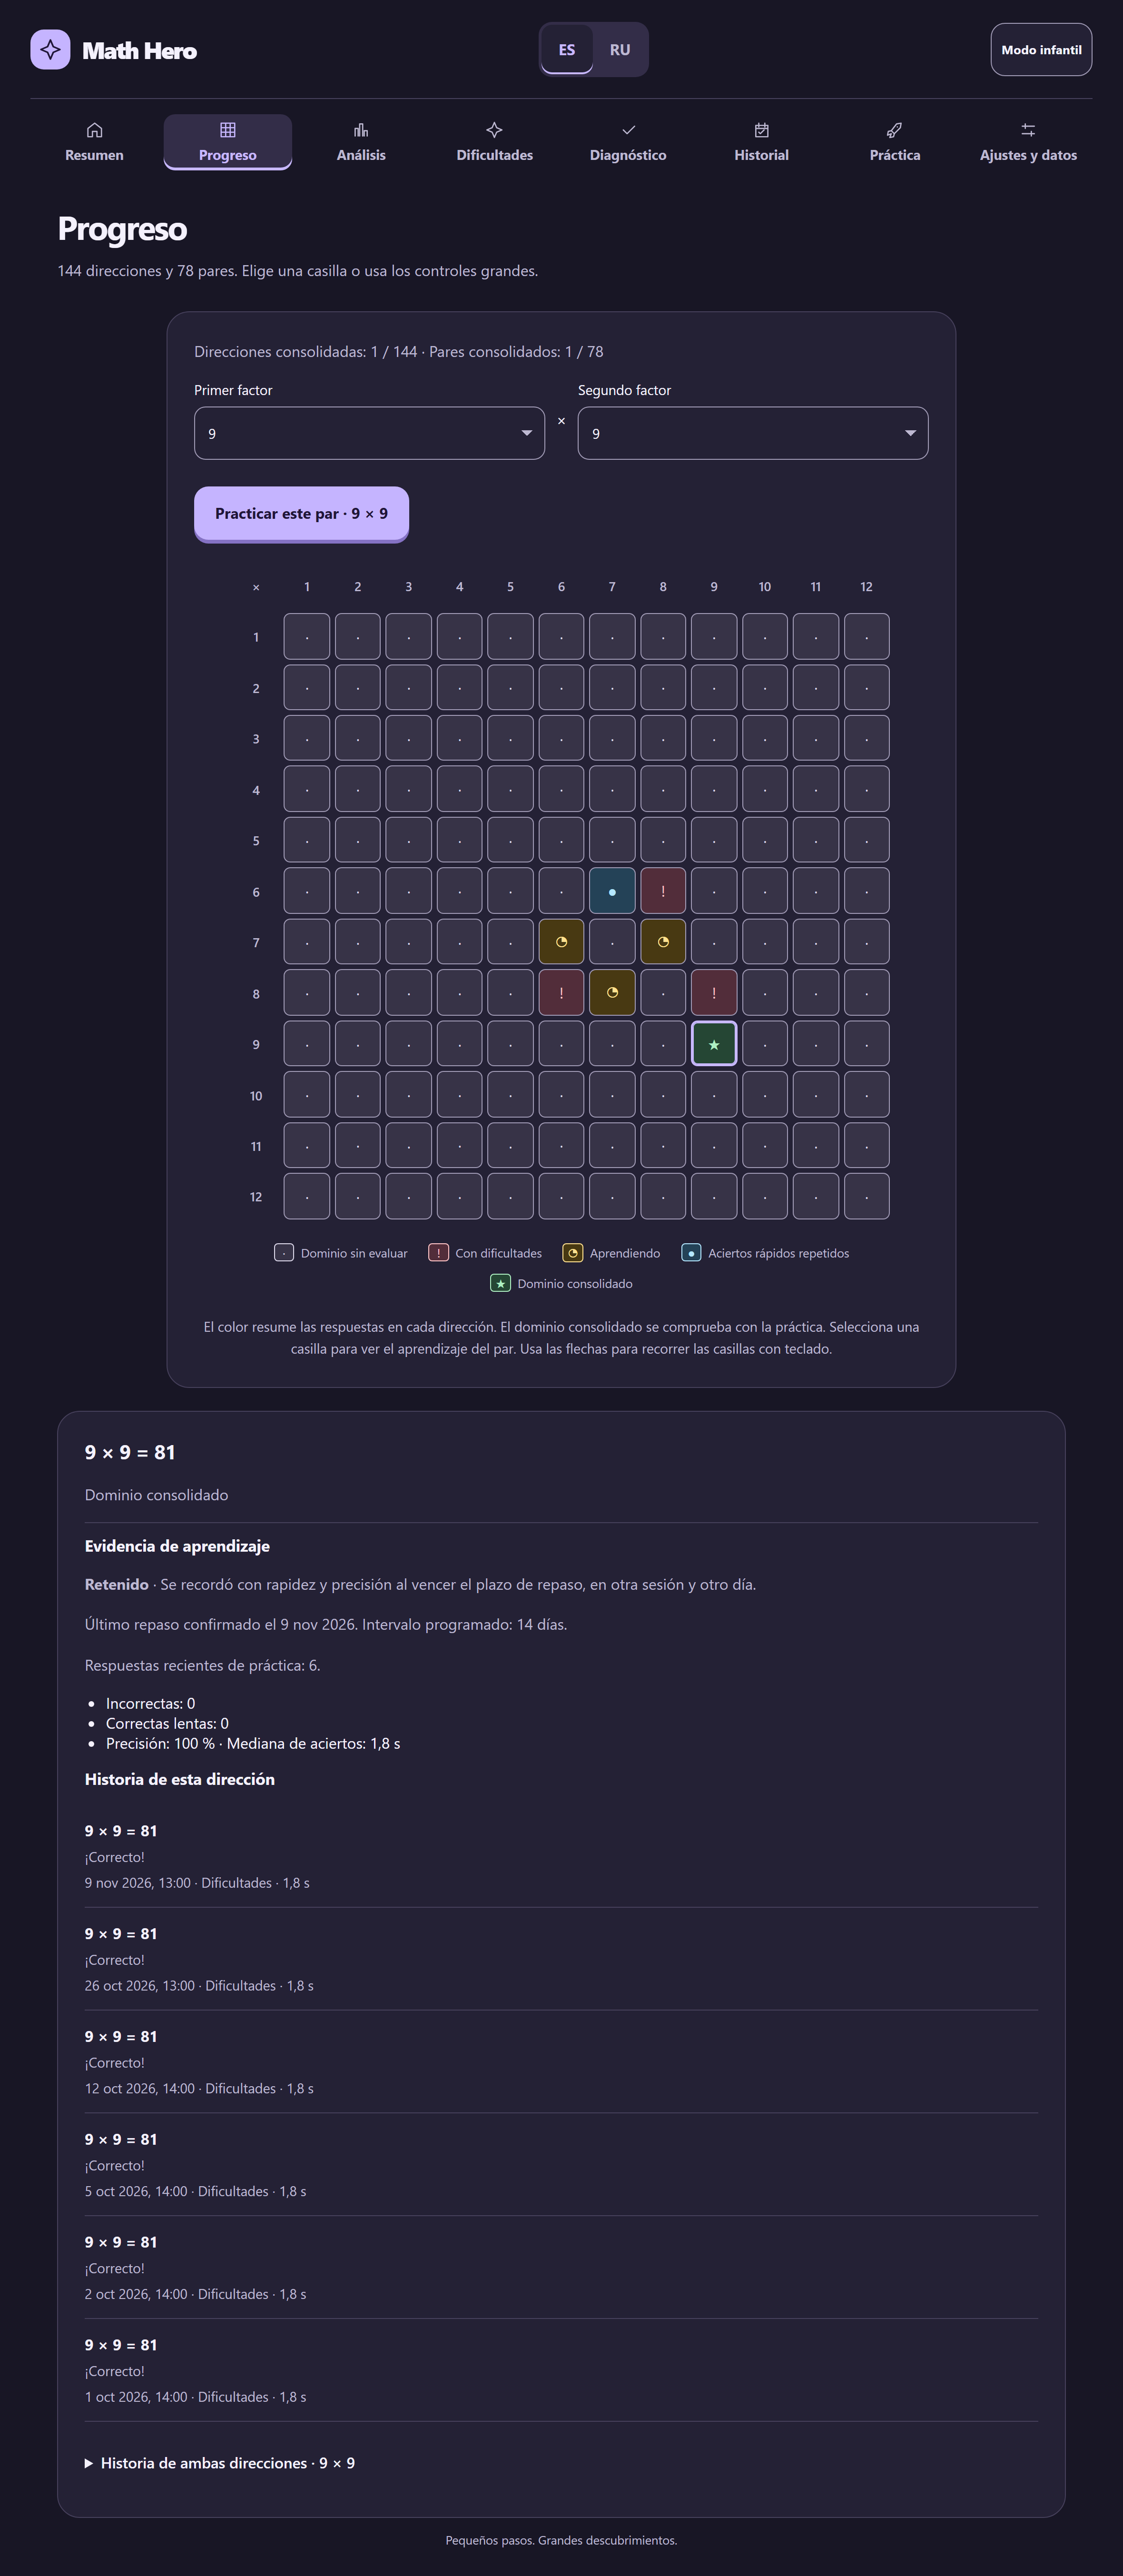 Math Hero
ES RU
Modo infantil
Resumen Progreso Análisis Dificultades Diagnóstico Historial Práctica Ajustes y datos
Progreso
144 direcciones y 78 pares. Elige una casilla o usa los controles grandes.
Direcciones consolidadas: 1 / 144 · Pares consolidados: 1 / 78
Primer factor Segundo factor
9 × 9
Practicar este par · 9 × 9
× 1 2 3 4 5 6 7 8 9 10 11 12
1 · · · · · · · · · · · ·
2 · · · · · · · · · · · ·
3 · · · · · · · · · · · ·
4 · · · · · · · · · · · ·
5 · · · · · · · · · · · ·
6 · · · · · · ● ! · · · ·
7 · · · · · ◔ · ◔ · · · ·
8 · · · · · ! ◔ · ! · · ·
9 · · · · · · · · ★ · · ·
10 · · · · · · · · · · · ·
11 · · · · · · · · · · · ·
12 · · · · · · · · · · · ·
· Dominio sin evaluar ! Con dificultades ◔ Aprendiendo ● Aciertos rápidos repetidos
★ Dominio consolidado
El color resume las respuestas en cada dirección. El dominio consolidado se comprueba con la práctica. Selecciona una
casilla para ver el aprendizaje del par. Usa las flechas para recorrer las casillas con teclado.
9 × 9 = 81
Dominio consolidado
Evidencia de aprendizaje
Retenido · Se recordó con rapidez y precisión al vencer el plazo de repaso, en otra sesión y otro día.
Último repaso confirmado el 9 nov 2026. Intervalo programado: 14 días.
Respuestas recientes de práctica: 6.
• Incorrectas: 0
• Correctas lentas: 0
• Precisión: 100 % · Mediana de aciertos: 1,8 s
Historia de esta dirección
9 × 9 = 81
¡Correcto!
9 nov 2026, 13:00 · Dificultades · 1,8 s
9 × 9 = 81
¡Correcto!
26 oct 2026, 13:00 · Dificultades · 1,8 s
9 × 9 = 81
¡Correcto!
12 oct 2026, 14:00 · Dificultades · 1,8 s
9 × 9 = 81
¡Correcto!
5 oct 2026, 14:00 · Dificultades · 1,8 s
9 × 9 = 81
¡Correcto!
2 oct 2026, 14:00 · Dificultades · 1,8 s
9 × 9 = 81
¡Correcto!
1 oct 2026, 14:00 · Dificultades · 1,8 s
▶ Historia de ambas direcciones · 9 × 9
Pequeños pasos. Grandes descubrimientos.